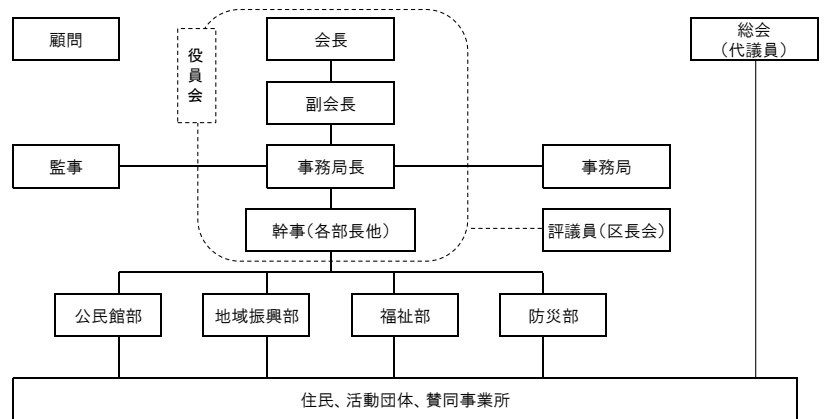 顧問
役員会
会長
総会
（代議員）
副会長
監事
事務局長
事務局
幹事（各部長他）
評議員（区長会）
公民館部
地域振興部
福祉部
防災部
住民、活動団体、賛同事業所